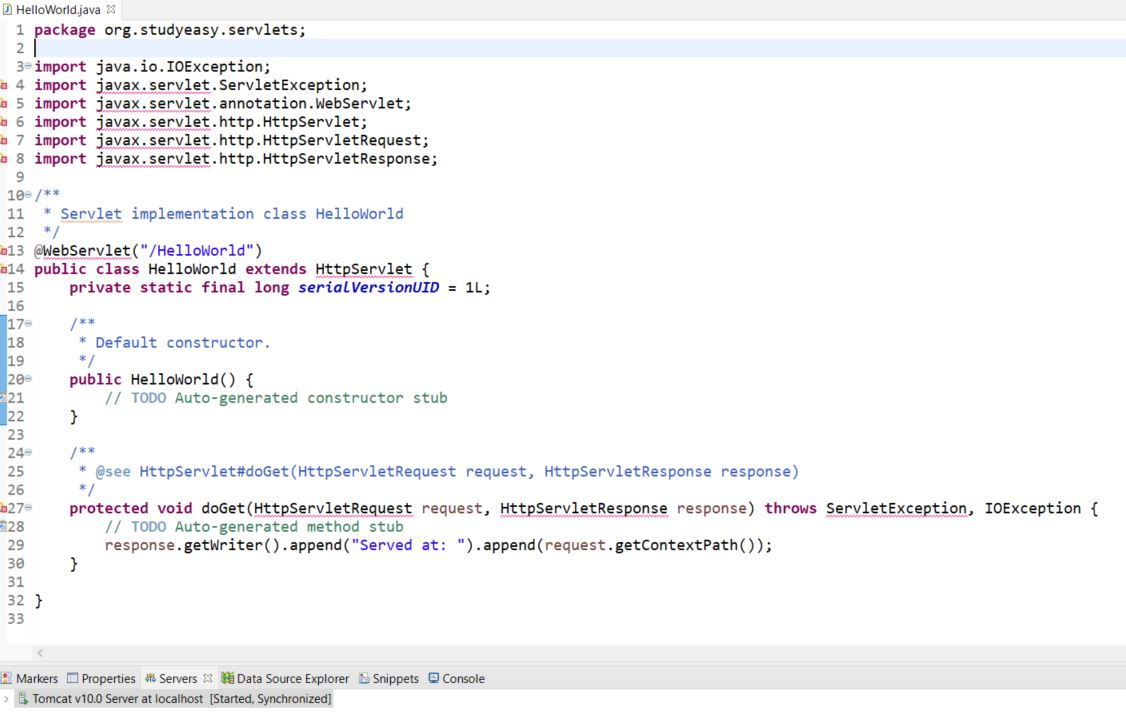 HelloWorld.java
1 package org.studyeasy.servlets;
2
3 import java.io.IOException;
4 import javax.servlet.ServletException;
5 import javax.servlet.annotation.WebServlet;
6 import javax.servlet.http.HttpServlet;
7 import javax.servlet.http.HttpServletRequest;
8 import javax.servlet.http.HttpServletResponse;
9
10 /**
11 * Servlet implementation class HelloWorld
12 */
13 @WebServlet("/HelloWorld")
14 public class HelloWorld extends HttpServlet {
15 private static final long serialVersionUID = 1L;
16
17 /**
18 * Default constructor.
19 */
20 public HelloWorld() {
21 // TODO Auto-generated constructor stub
22 }
23
24 /**
25 * @see HttpServlet#doGet(HttpServletRequest request, HttpServletResponse response)
26 */
27 protected void doGet(HttpServletRequest request, HttpServletResponse response) throws ServletException, IOException {
28 // TODO Auto-generated method stub
29 response.getWriter().append("Served at: ").append(request.getContextPath());
30 }
31
32 }
33
Markers Properties Servers Data Source Explorer Snippets Console
Tomcat v10.0 Server at localhost [Started, Synchronized]